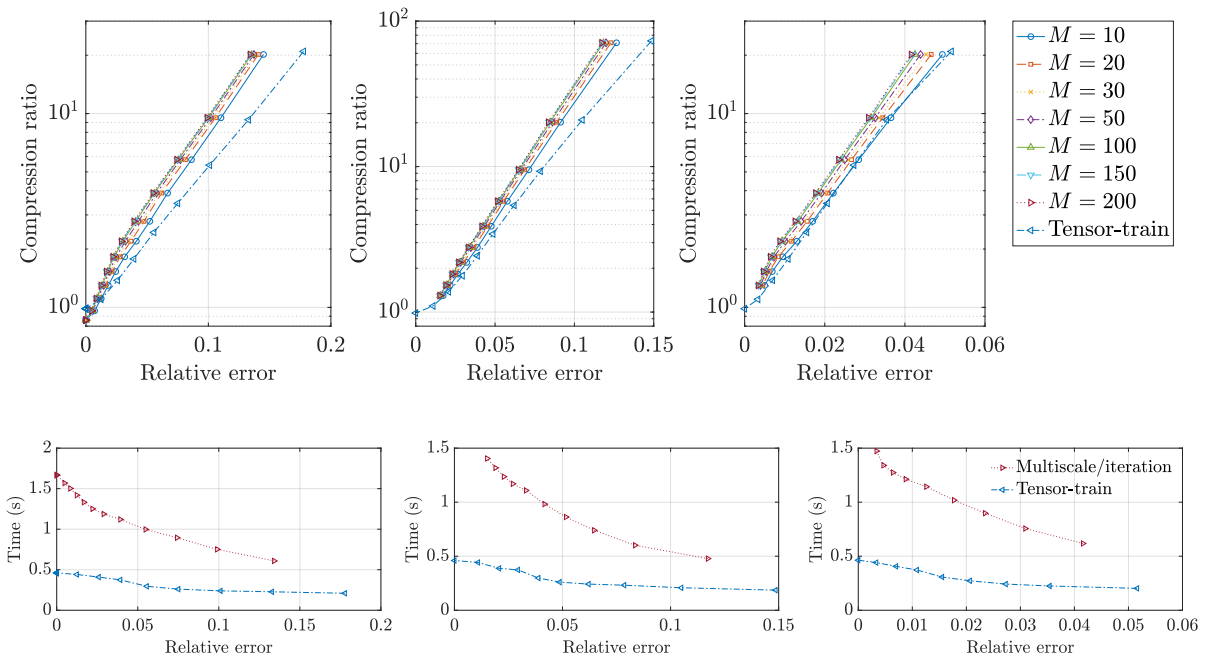 10^1
10^0
0
0.1
0.2
Compression ratio
Relative error
10^2
10^1
10^0
0
0.05
0.1
0.15
Compression ratio
Relative error
10^1
10^0
0
0.02
0.04
0.06
Compression ratio
Relative error
M = 10
M = 20
M = 30
M = 50
M = 100
M = 150
M = 200
Tensor-train
2
1.5
1
0.5
0
0
0.05
0.1
0.15
0.2
Time (s)
Relative error
1.5
1
0.5
0
0
0.05
0.1
0.15
Time (s)
Relative error
1.5
1
0.5
0
0
0.01
0.02
0.03
0.04
0.05
0.06
Time (s)
Relative error
Multiscale/iteration
Tensor-train